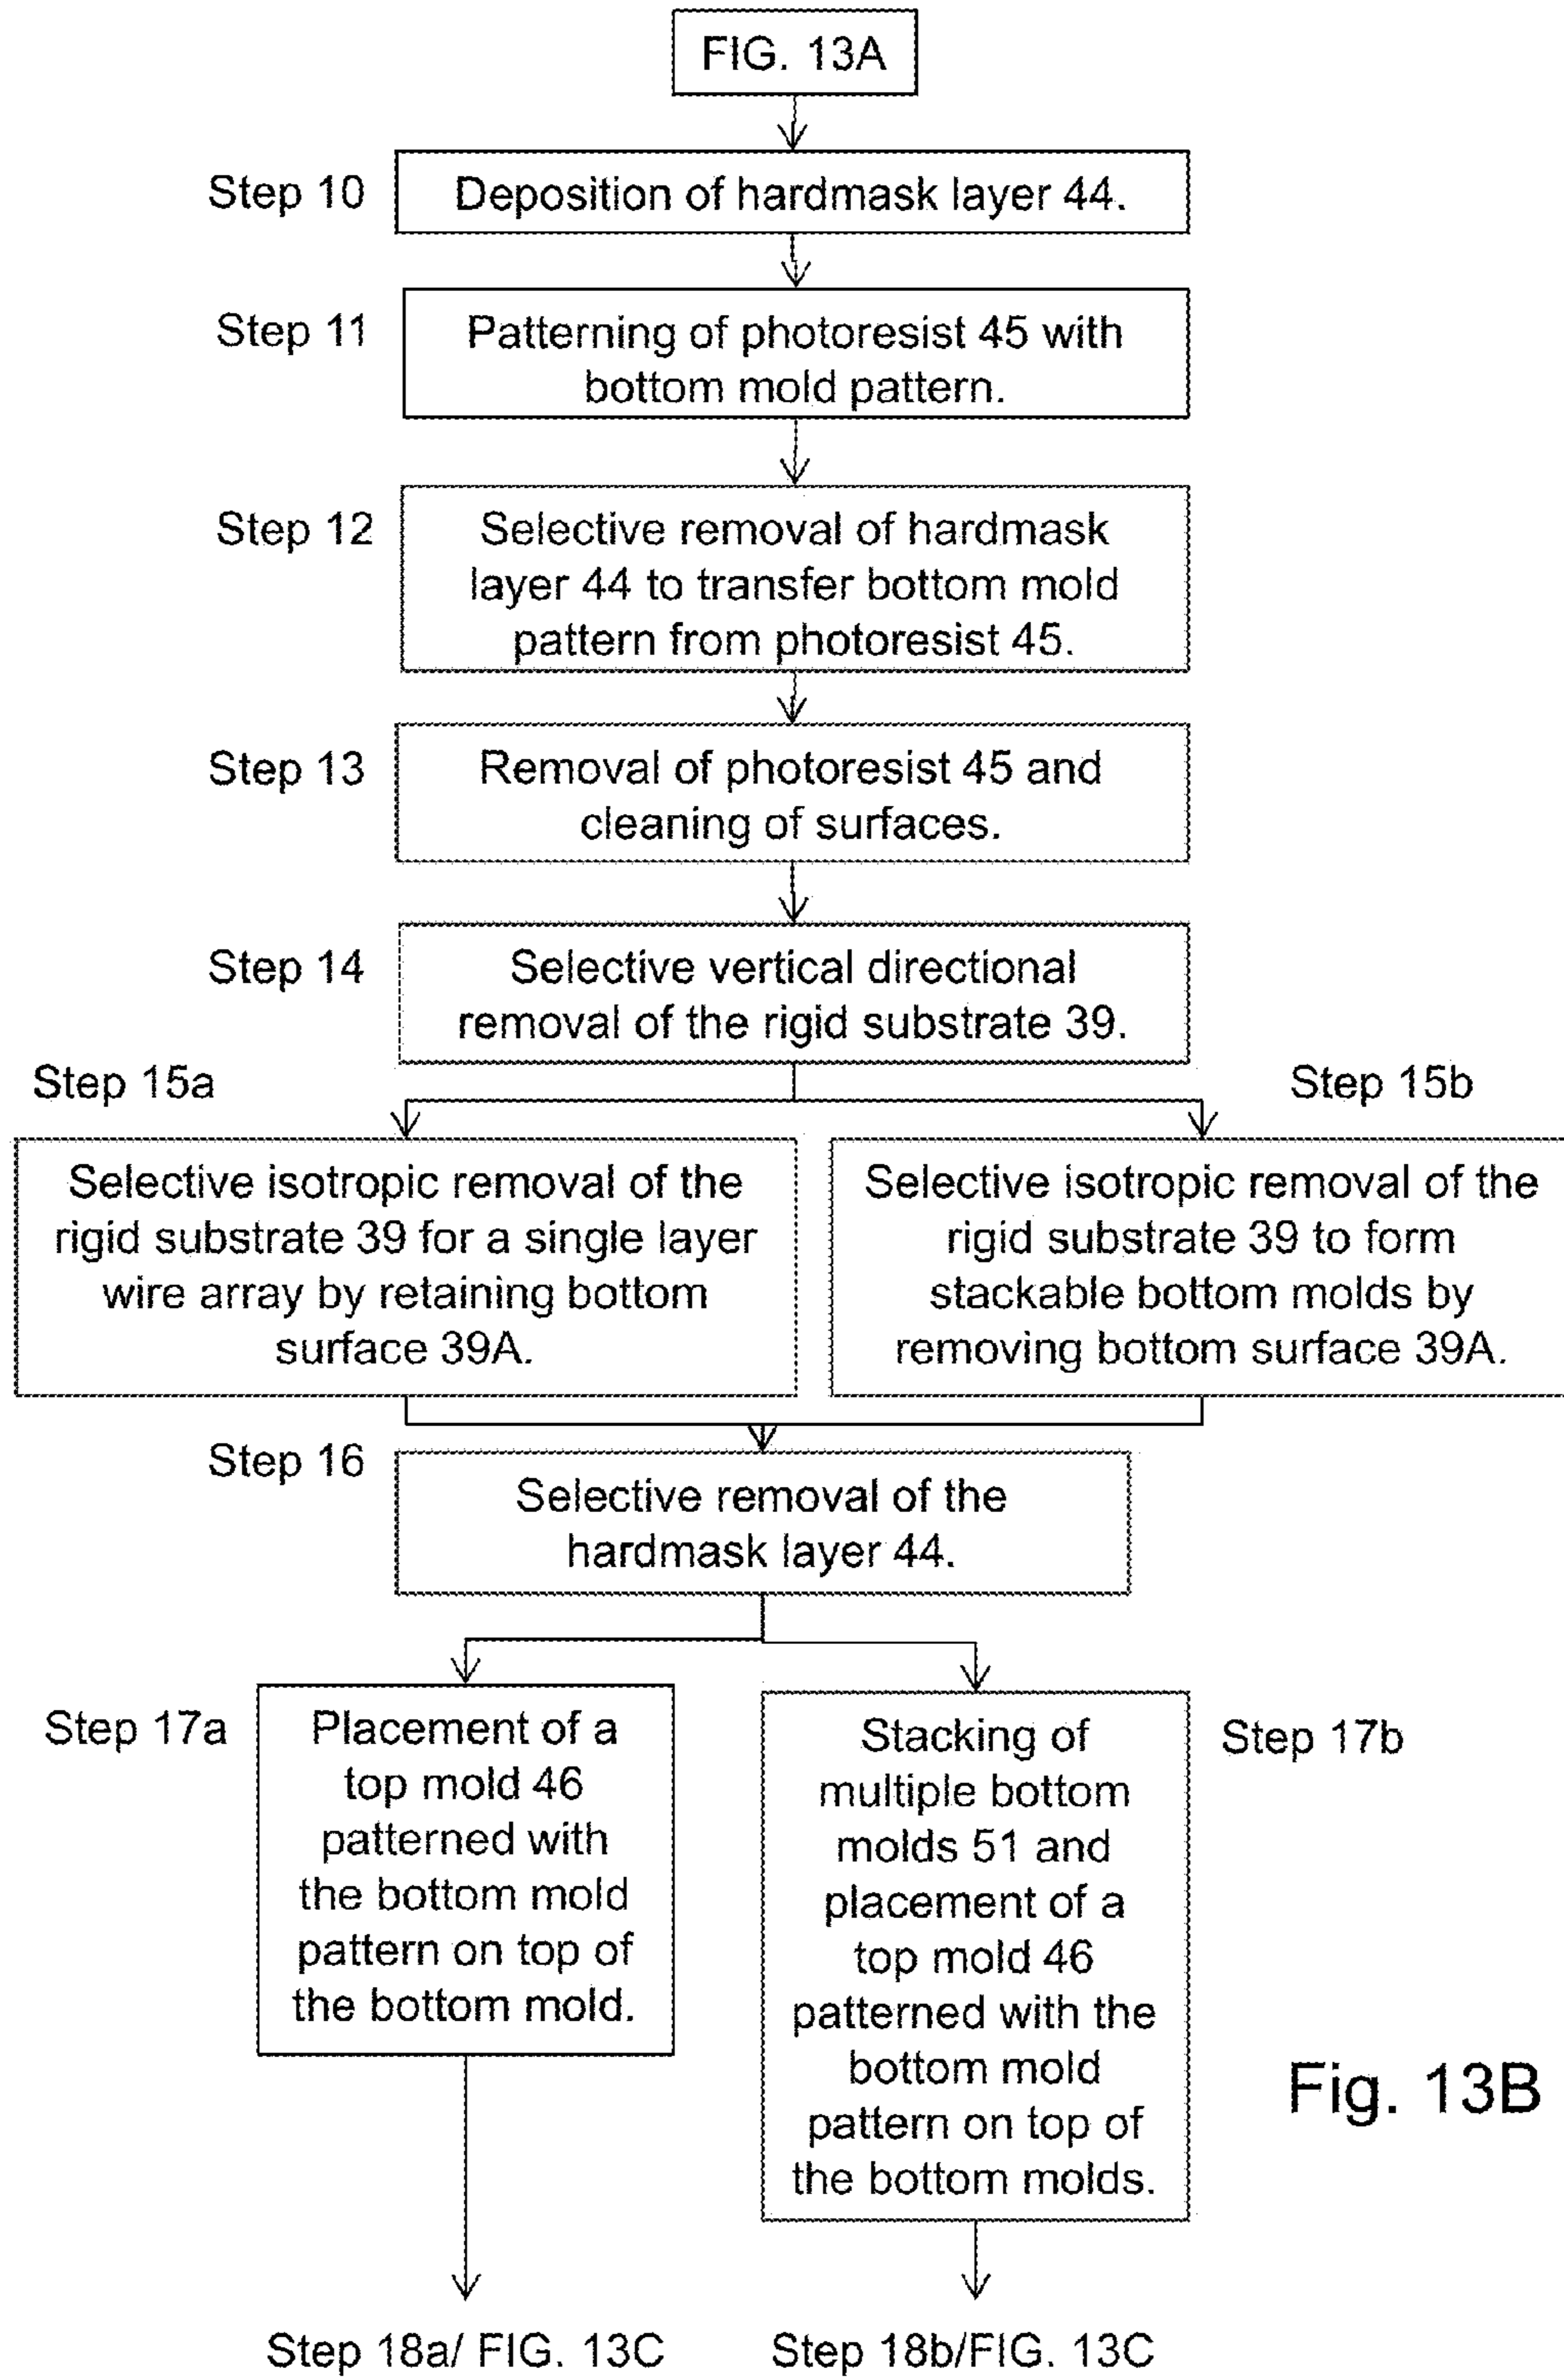 FIG. 13A
Step 10
Deposition of hardmask layer 44.
Step 11
Patterning of photoresist 45 with
bottom mold pattern.
Step 12
Selective removal of hardmask
layer 44 to transfer bottom mold
pattern from photoresist 45.
Step 13
Removal of photoresist 45 and
cleaning of surfaces.
Step 14
Selective vertical directional
removal of the rigid substrate 39.
Step 15a
Selective isotropic removal of the
rigid substrate 39 for a single layer
wire array by retaining bottom
surface 39A.
Step 15b
Selective isotropic removal of the
rigid substrate 39 to form
stackable bottom molds by
removing bottom surface 39A.
Step 16
Selective removal of the
hardmask layer 44.
Step 17a
Placement of a
top mold 46
patterned with
the bottom mold
pattern on top of
the bottom mold.
Step 17b
Stacking of
multiple bottom
molds 51 and
placement of a
top mold 46
patterned with the
bottom mold
pattern on top of
the bottom molds.
Fig. 13B
Step 18a/ FIG. 13C
Step 18b/FIG. 13C